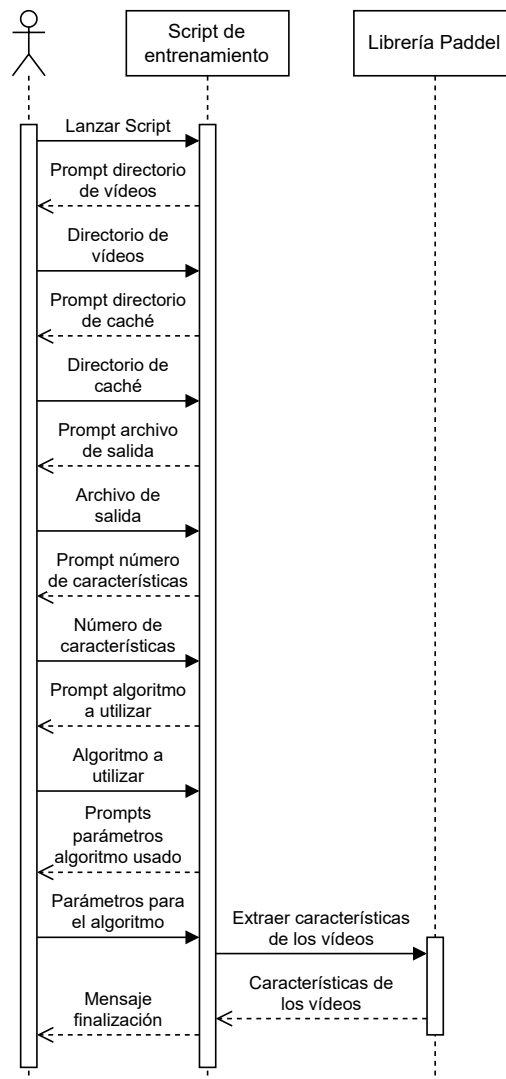 Script de
entrenamiento
Librería Paddel
Lanzar Script
Prompt directorio
de vídeos
Directorio de
vídeos
Prompt directorio
de caché
Directorio de
caché
Prompt archivo
de salida
Archivo de
salida
Prompt número
de características
Número de
características
Prompt algoritmo
a utilizar
Algoritmo a
utilizar
Prompts
parámetros
algoritmo usado
Parámetros para
el algoritmo
Extraer características
de los vídeos
Características de
los vídeos
Mensaje
finalización